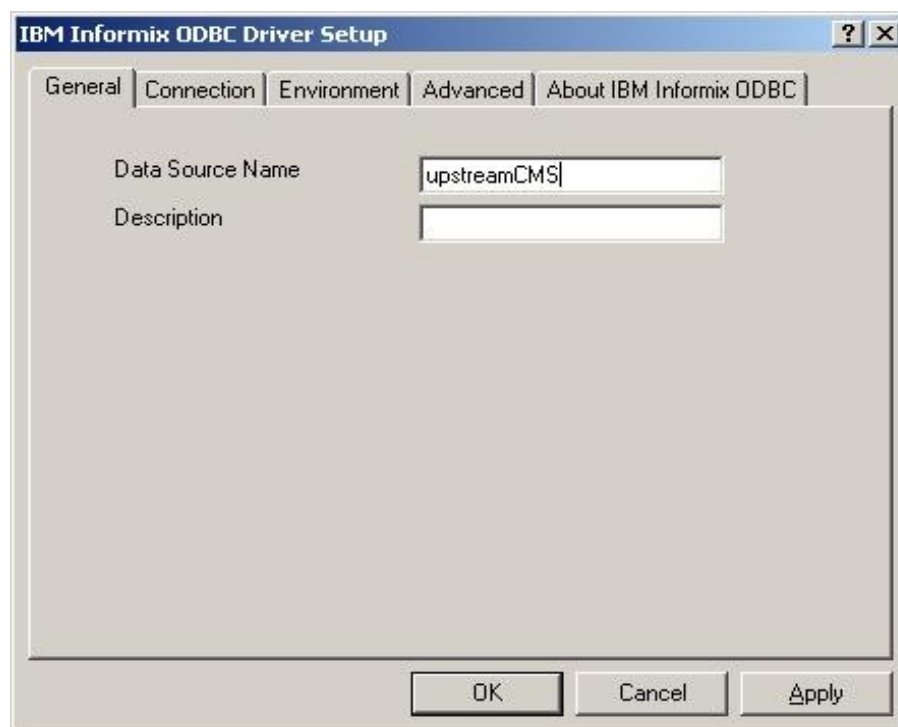 IBM Informix ODBC Driver Setup
General Connection Environment Advanced About IBM Informix ODBC
Data Source Name upstreamCMS
Description
OK Cancel Apply